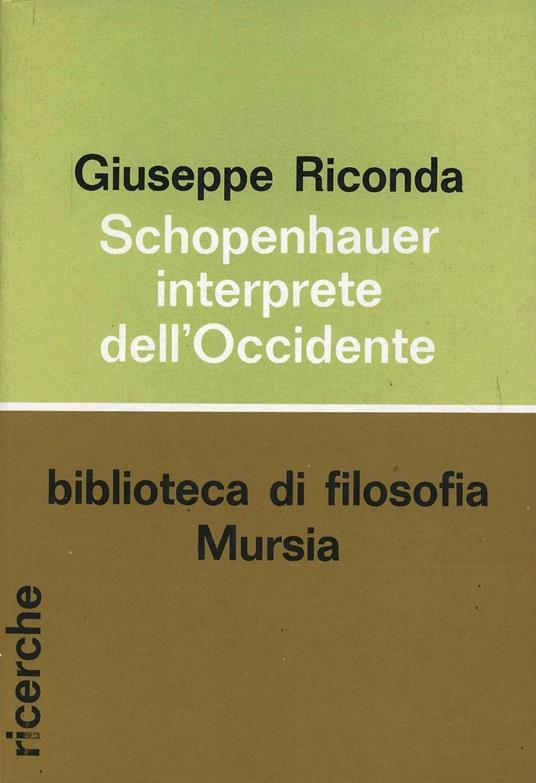 Giuseppe Riconda
Schopenhauer
interprete
dell'Occidente
biblioteca di filosofia
Mursia
ricerche